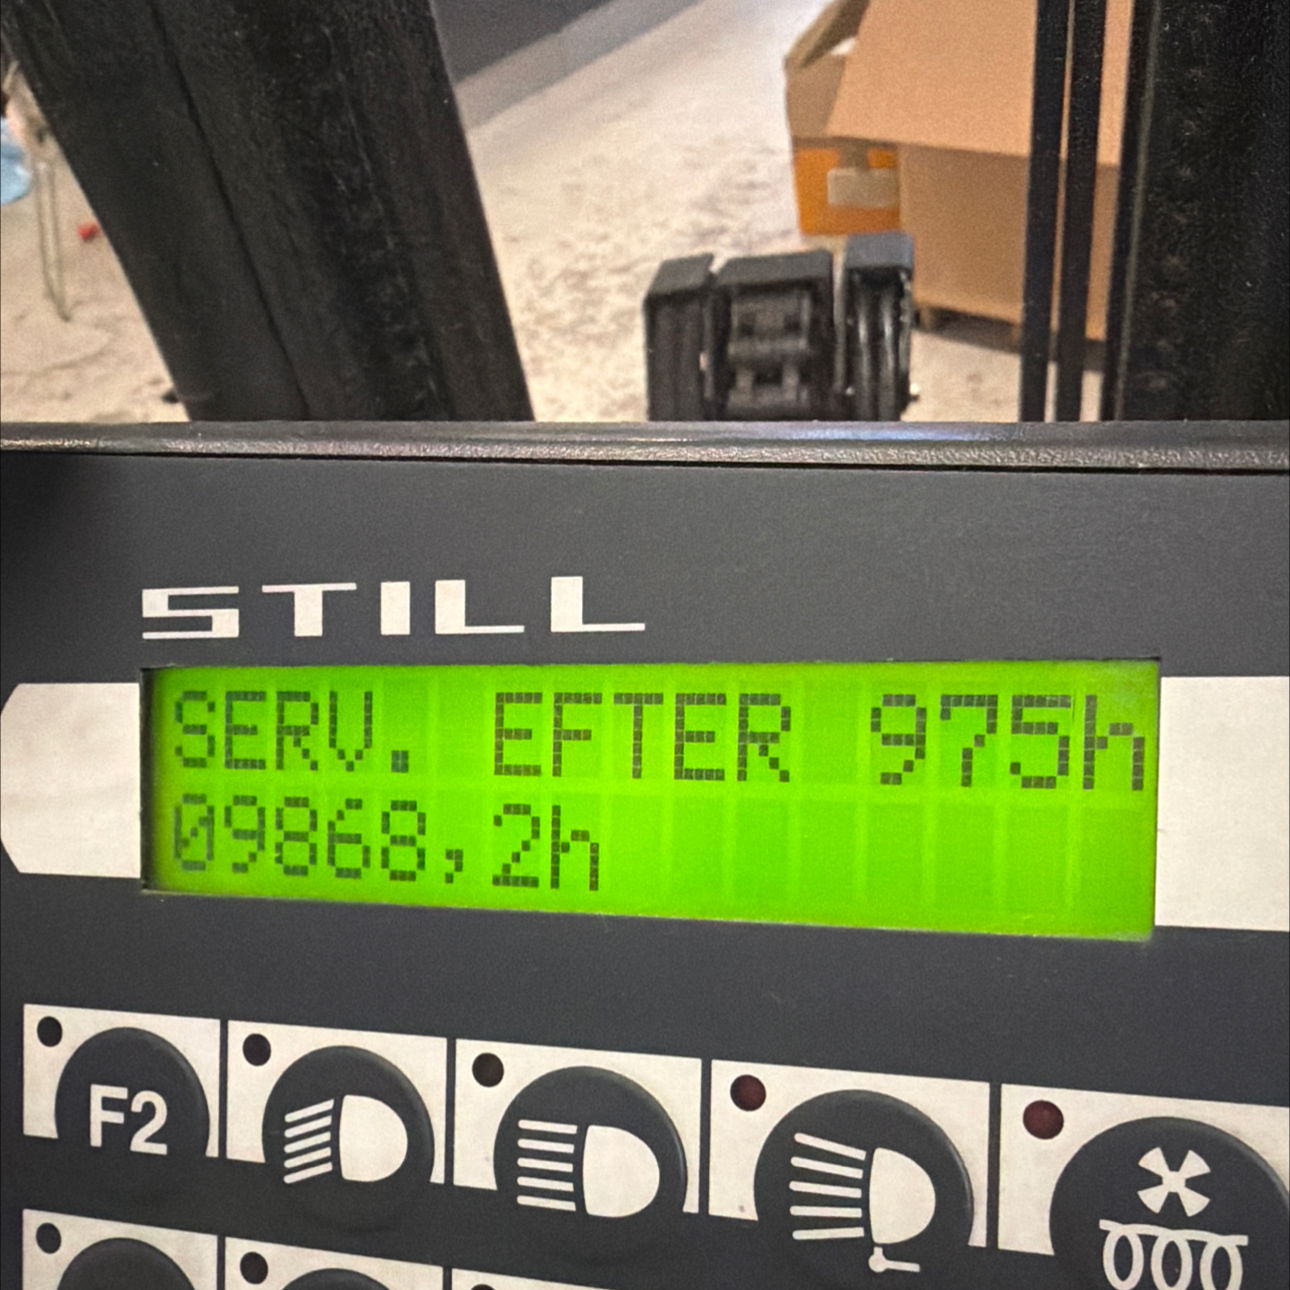 STILL
SERV. EFTER 975h
09868,2h
F2